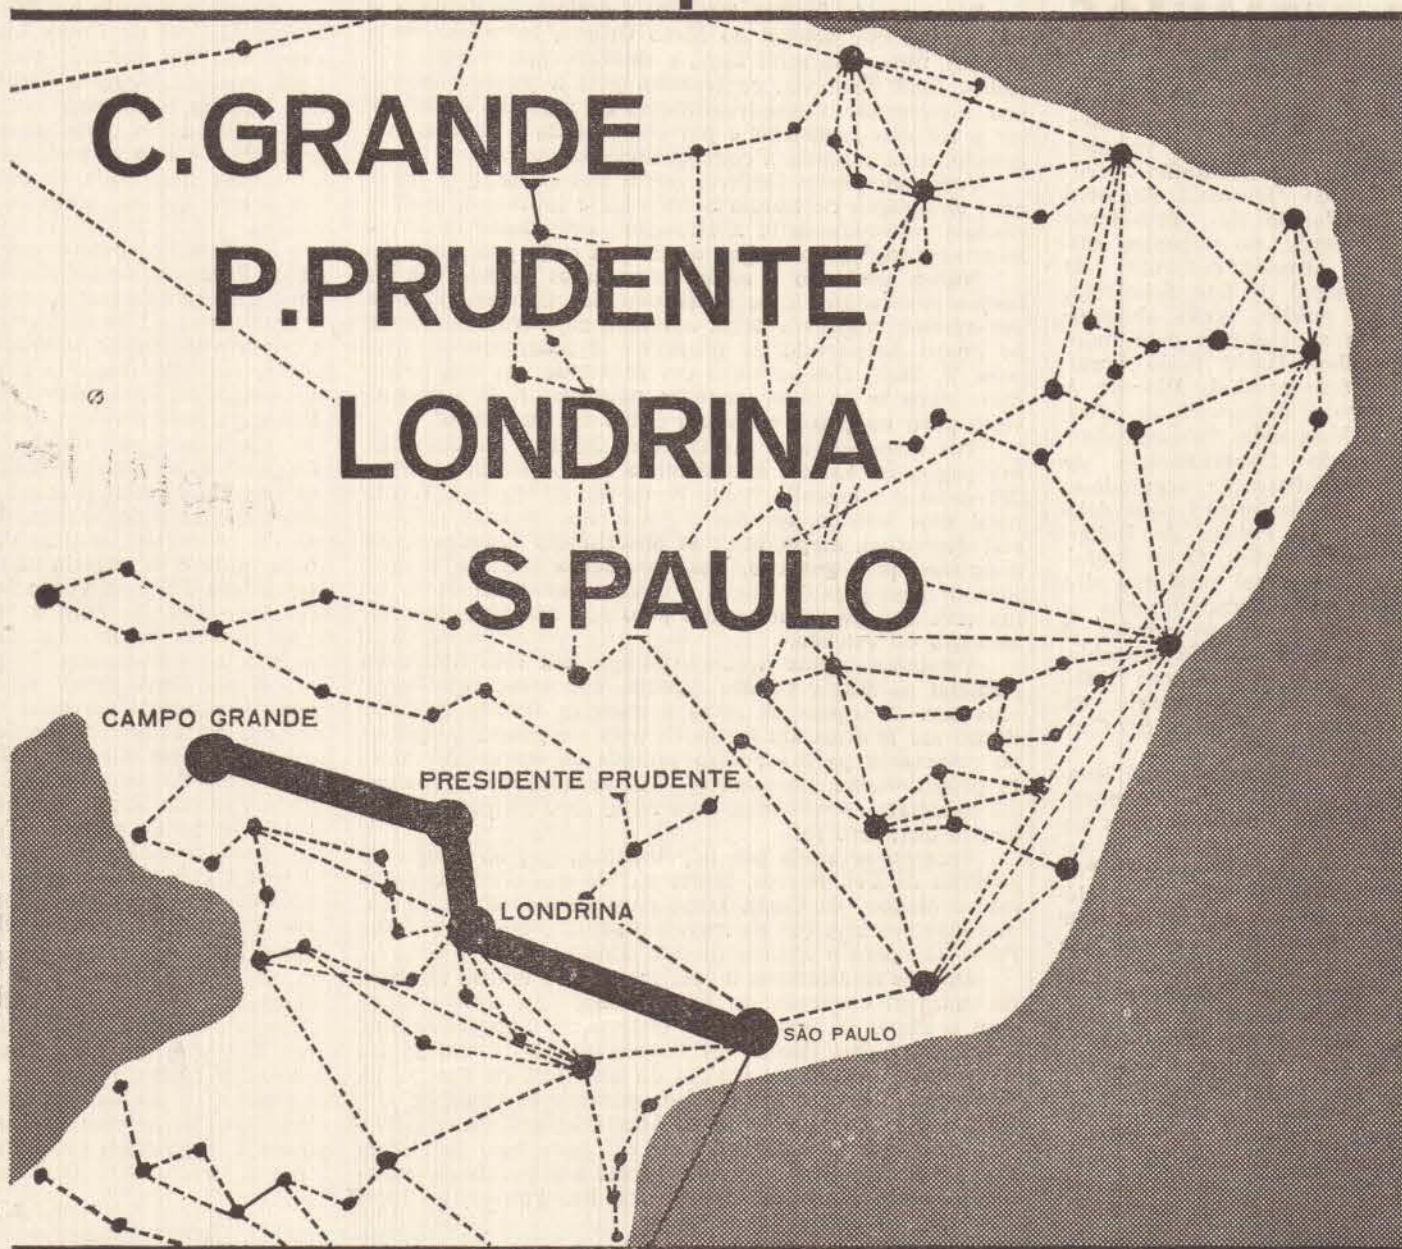 C.GRANDE
P.PRUDENTE
LONDRINA
S.PAULO
CAMPO GRANDE
PRESIDENTE PRUDENTE
LONDRINA
SÃO PAULO